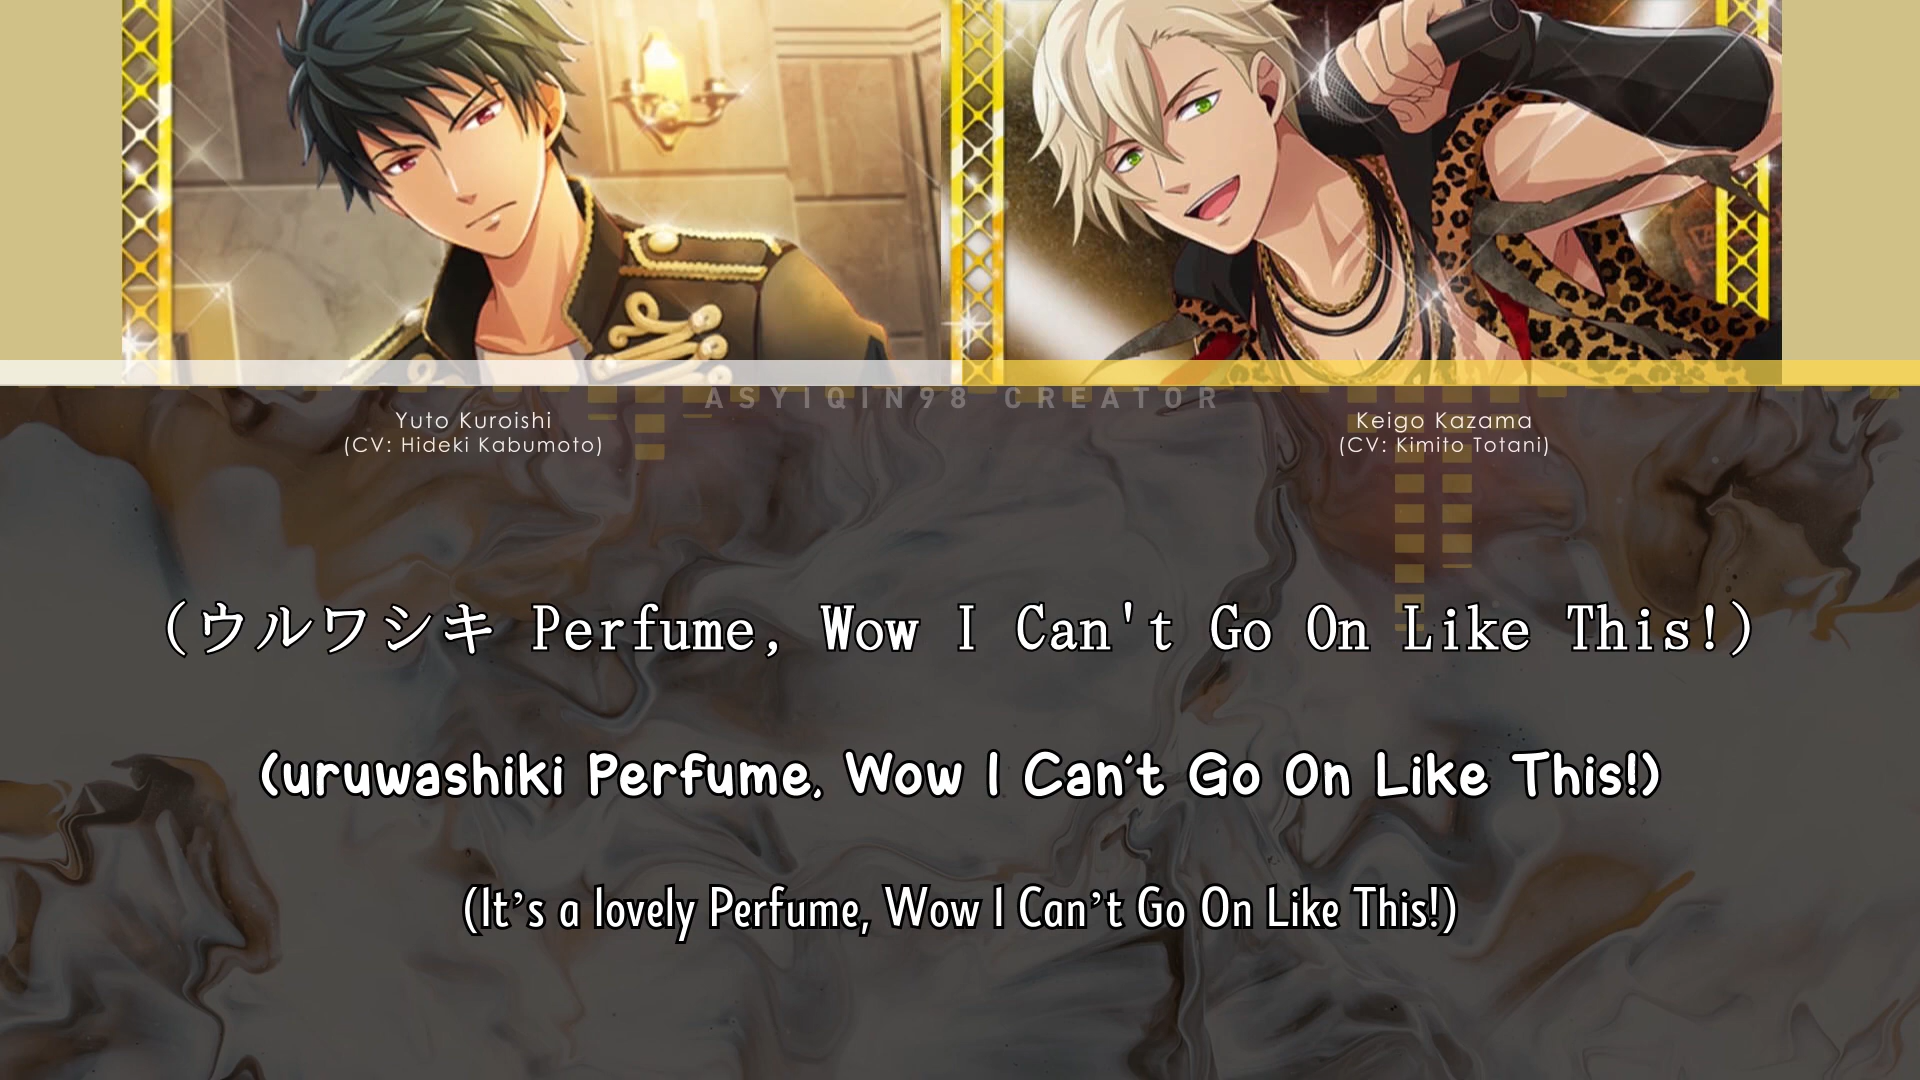 ASYIQIN98 CREATOR
Yuto Kuroishi
(CV: Hideki Kabumoto)
Keigo Kazama
(CV: Kimito Totani)
(ウルワシキ Perfume, Wow I Can't Go On Like This!)
(uruwashiki Perfume, Wow I Can't Go On Like This!)
(It's a lovely Perfume, Wow I Can't Go On Like This!)